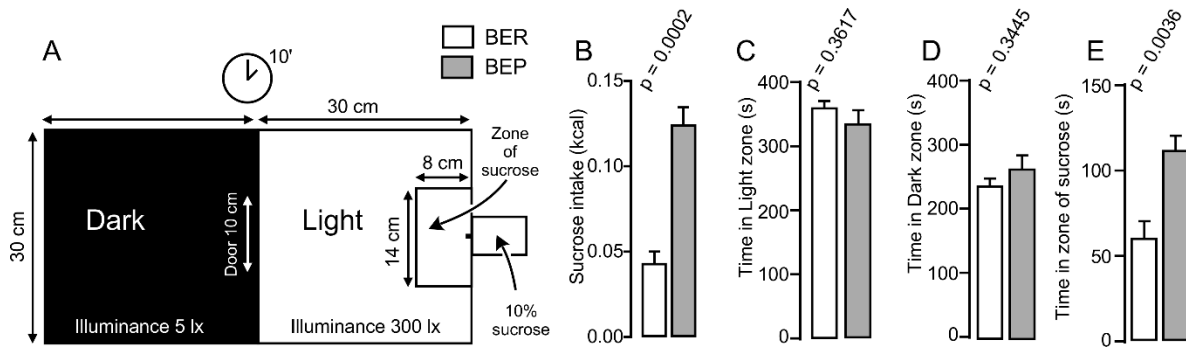 A
10'
BER
BEP
30 cm
30 cm
Dark
Door 10 cm
Illuminance 5 lx
Light
Illuminance 300 lx
8 cm
14 cm
Zone
of
sucrose
10%
sucrose
B
p = 0.0002
Sucrose intake (kcal)
0.15
0.10
0.05
0.00
C
p = 0.3617
Time in Light zone (s)
400
300
350
300
0
D
p = 0.3445
Time in Dark zone (s)
400
300
200
100
0
E
p = 0.0036
Time in zone of sucrose (s)
150
100
50
0